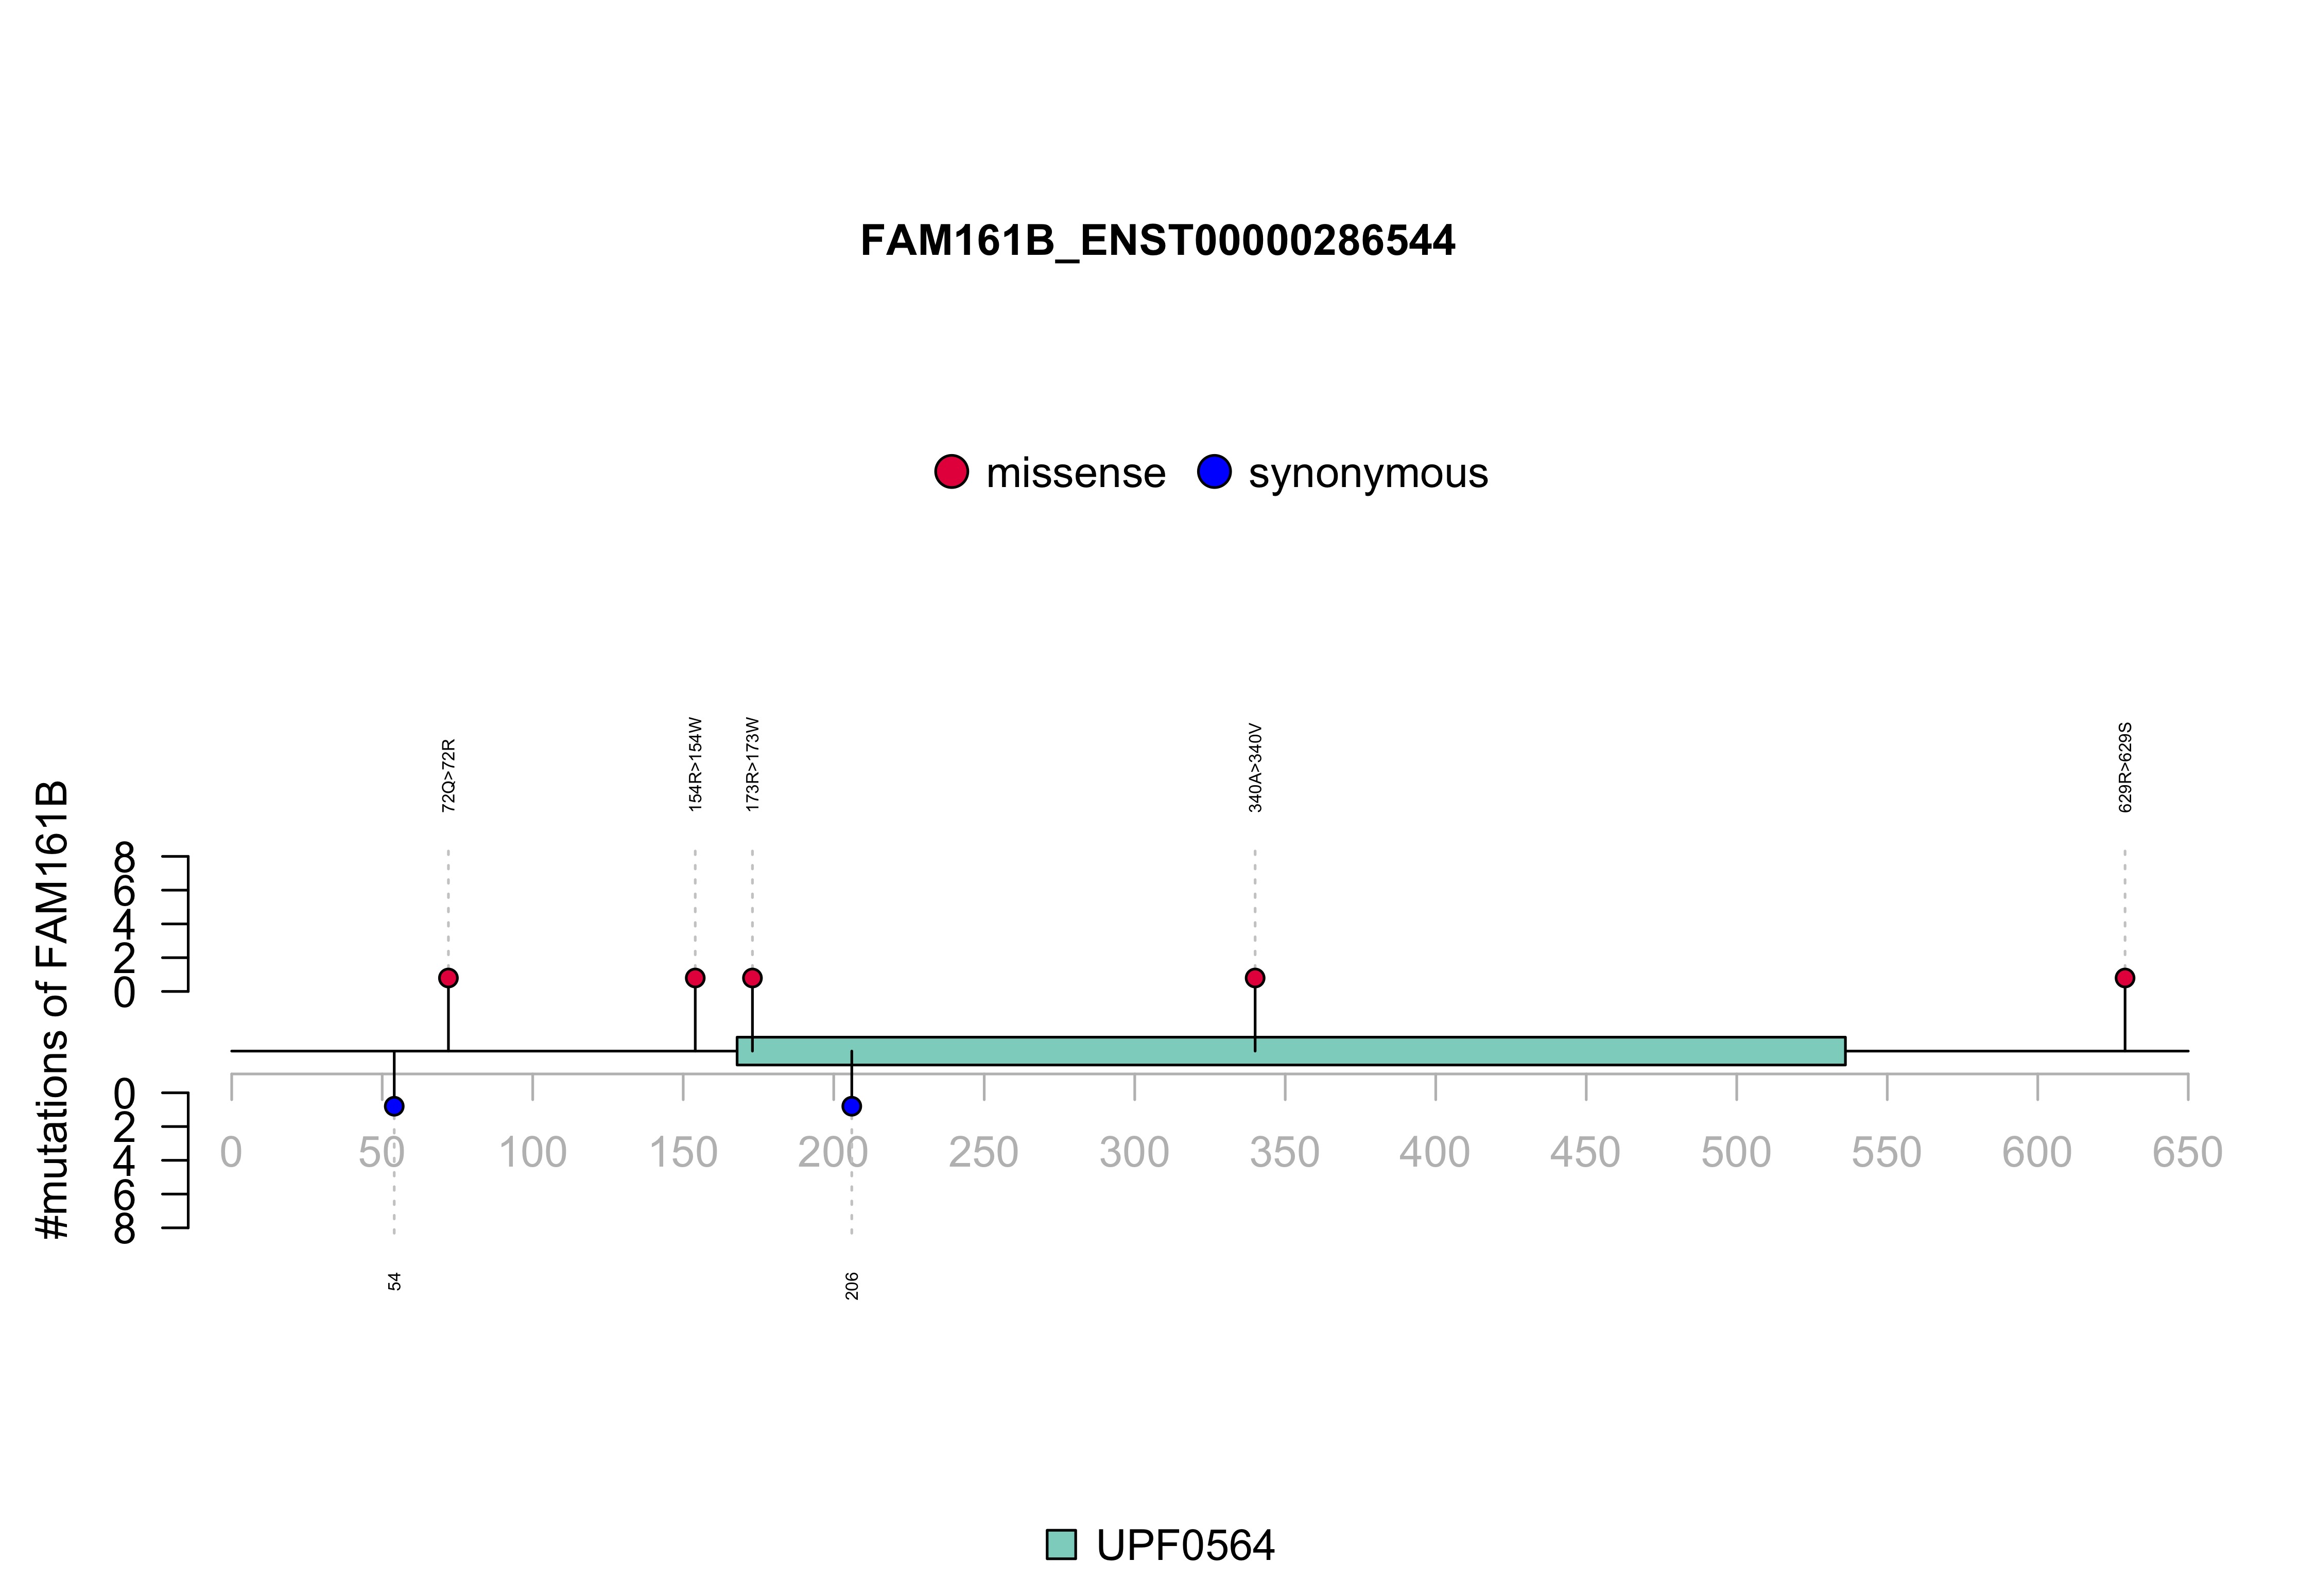 FAM161B_ENST00000286544
missense synonymous
72Q>72R
154R>154W
173R>173W
340A>340V
629R>629S
#mutations of FAM161B
8
6
4
2
0
0
2
4
6
8
0 50 100 150 200 250 300 350 400 450 500 550 600 650
54
206
UPF0564